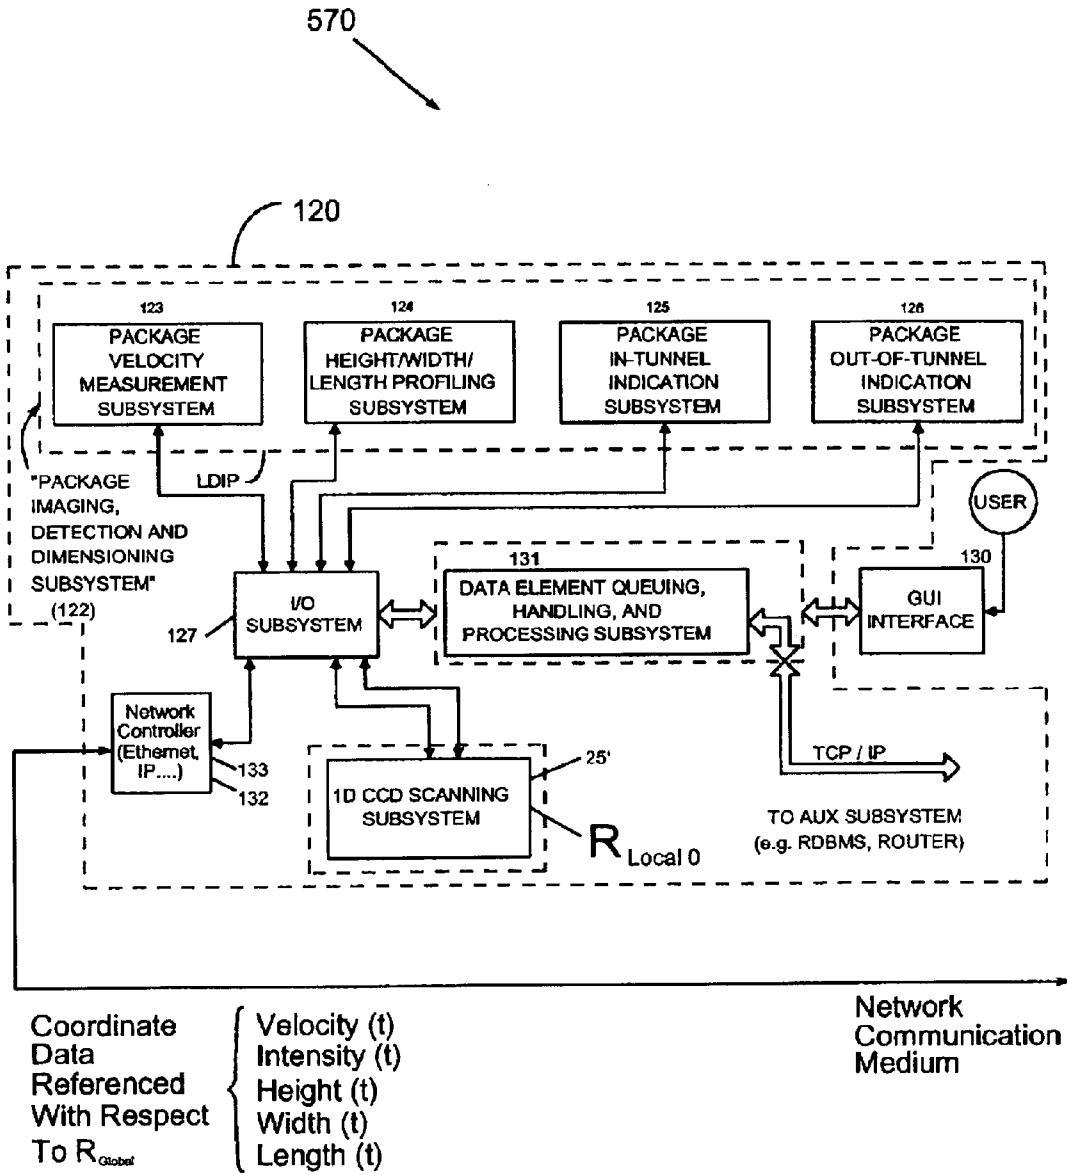 570
120
123
124
125
126
PACKAGE
VELOCITY
MEASUREMENT
SUBSYSTEM
PACKAGE
HEIGHT/WIDTH/
LENGTH PROFILING
SUBSYSTEM
PACKAGE
IN-TUNNEL
INDICATION
SUBSYSTEM
PACKAGE
OUT-OF-TUNNEL
INDICATION
SUBSYSTEM
LDIP
"PACKAGE
IMAGING,
DETECTION AND
DIMENSIONING
SUBSYSTEM"
(122)
USER
130
GUI
INTERFACE
131
DATA ELEMENT QUEUING,
HANDLING, AND
PROCESSING SUBSYSTEM
I/O
SUBSYSTEM
127
Network
Controller
(Ethernet,
IP....)
133
132
25'
1D CCD SCANNING
SUBSYSTEM
R Local 0
TCP / IP
TO AUX SUBSYSTEM
(e.g. RDBMS, ROUTER)
Network
Communication
Medium
Coordinate
Data
Referenced
With Respect
To R Global
Velocity (t)
Intensity (t)
Height (t)
Width (t)
Length (t)